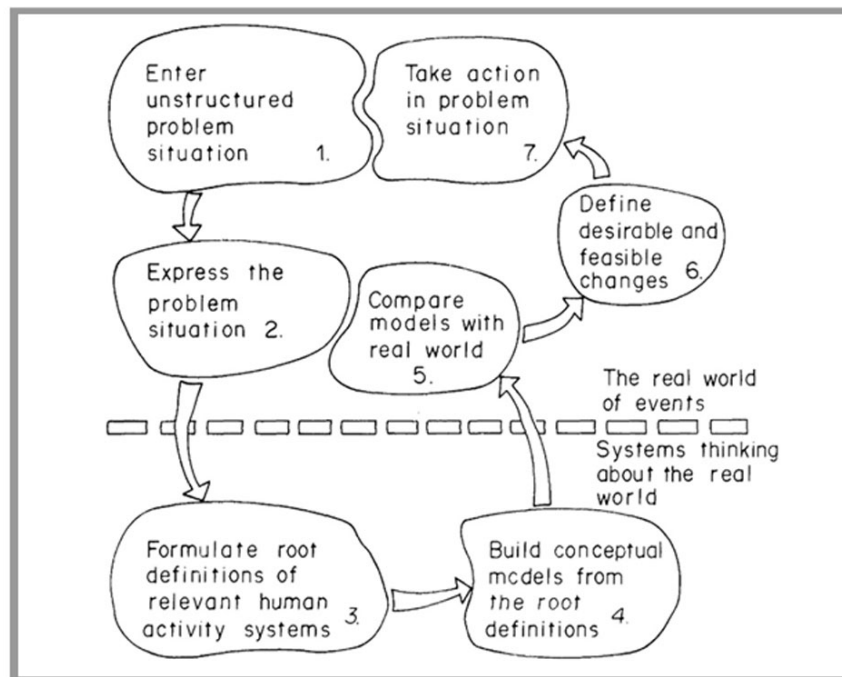 Enter
unstructured
problem
situation 1.
Take action
in problem
situation
7.
Define
desirable and
feasible
changes 6.
Express the
problem
situation 2.
Compare
models with
real world
5.
The real world
of events
Systems thinking
about the real
world
Formulate root
definitions of
relevant human
activity systems 3.
Build conceptual
models from
the root
definitions 4.